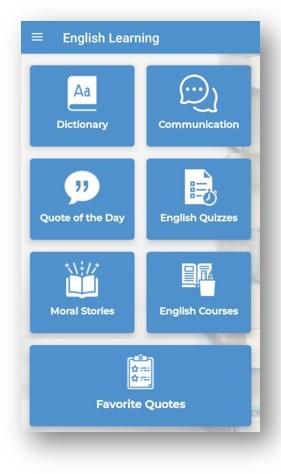 English Learning
Aa
Dictionary
Communication
Quote of the Day
English Quizzes
Moral Stories
English Courses
Favorite Quotes